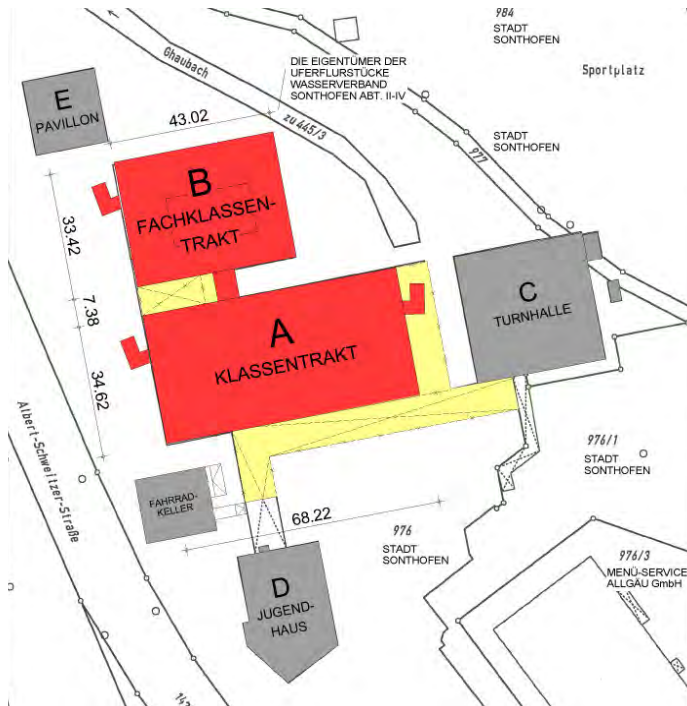 984
STADT
SONTHOFEN
Sportplatz
Ghaubach
DIE EIGENTÜMER DER
UFERFLURSTÜCKE
WASSERVERBAND
SONTHOFEN ABT. II-IV
zu 445/3
E
PAVILLON
43.02
STADT
SONTHOFEN
977
B
FACHKLASSEN-
TRAKT
33.42
7.38
34.62
C
TURNHALLE
A
KLASSENTRAKT
Albert-Schweitzer-Straße
976/1
STADT
SONTHOFEN
FAHRRAD-
KELLER
68.22
976
STADT
SONTHOFEN
976/3
MENÜ-SERVICE
ALLGÄU GmbH
D
JUGEND-
HAUS